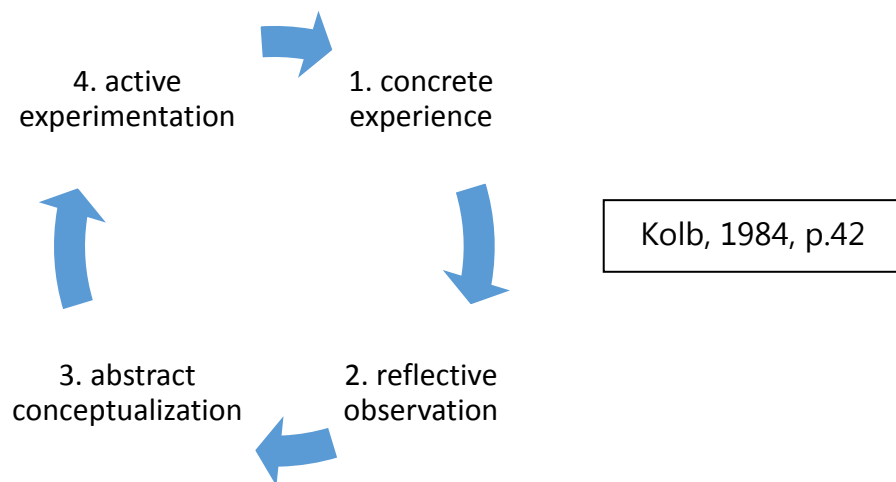 4. active
experimentation
1. concrete
experience
Kolb, 1984, p.42
3. abstract
conceptualization
2. reflective
observation